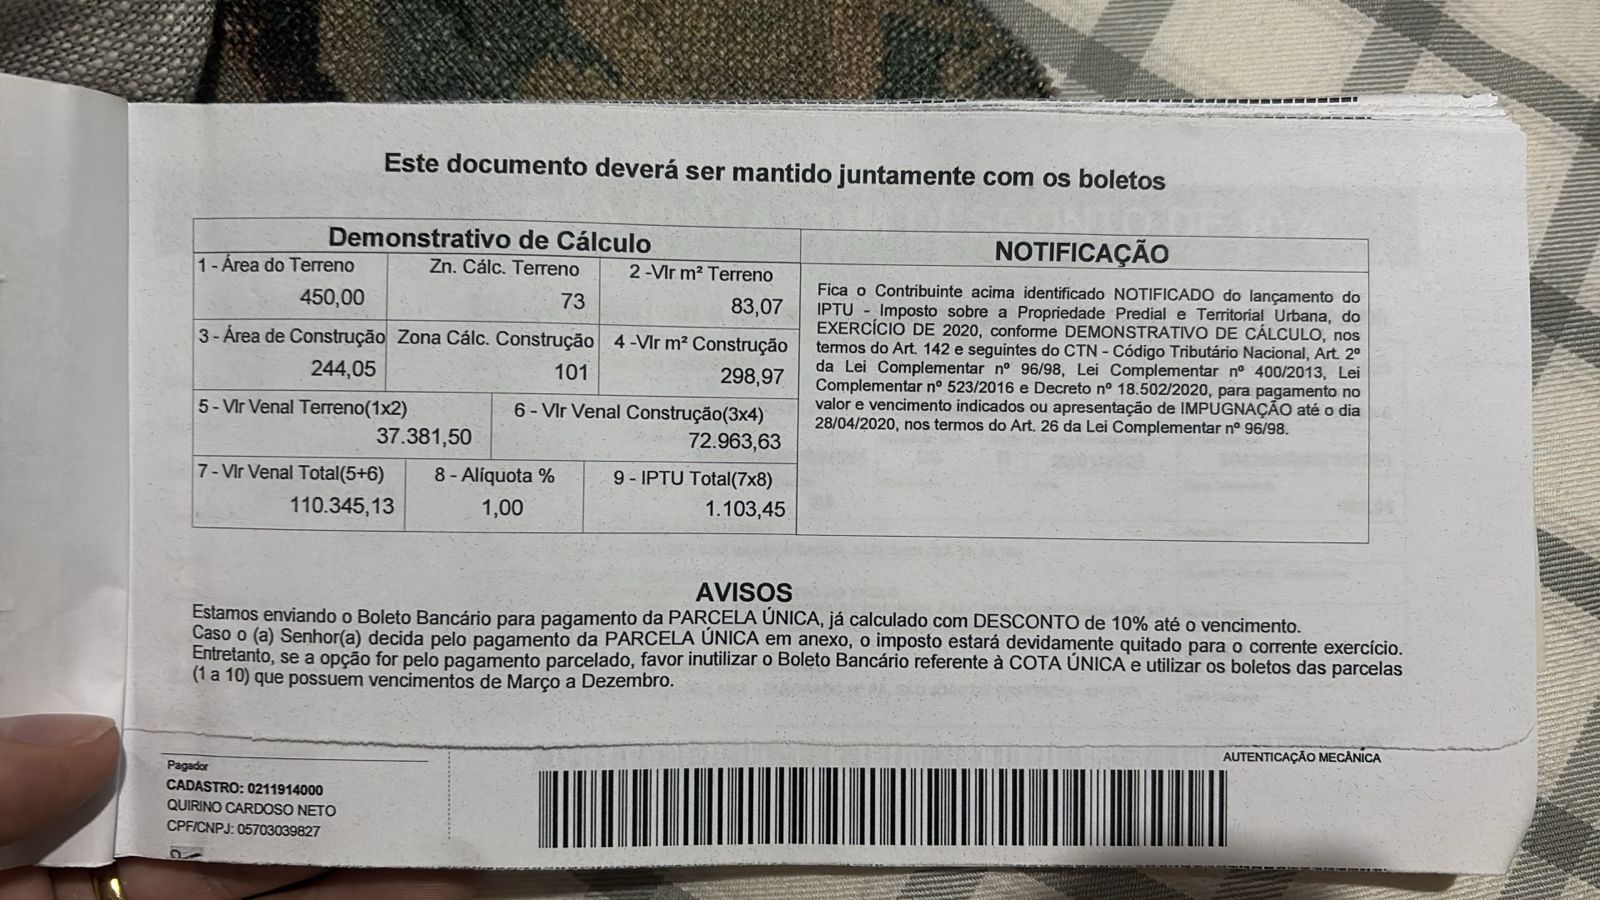 Este documento deverá ser mantido juntamente com os boletos
Demonstrativo de Cálculo
1 - Área do Terreno
450,00
Zn. Cálc. Terreno
73
2 -Vlr m² Terreno
83,07
3 - Área de Construção
244,05
Zona Cálc. Construção
101
4 -Vlr m² Construção
298,97
5 - Vlr Venal Terreno(1x2)
37.381,50
6 - Vlr Venal Construção(3x4)
72.963,63
7 - Vlr Venal Total(5+6)
110.345,13
8 - Alíquota %
1,00
9 - IPTU Total(7x8)
1.103,45
NOTIFICAÇÃO
Fica o Contribuinte acima identificado NOTIFICADO do lançamento do
IPTU - Imposto sobre a Propriedade Predial e Territorial Urbana, do
EXERCÍCIO DE 2020, conforme DEMONSTRATIVO DE CÁLCULO, nos
termos do Art. 142 e seguintes do CTN - Código Tributário Nacional, Art. 2º
da Lei Complementar nº 96/98, Lei Complementar nº 400/2013, Lei
Complementar nº 523/2016 e Decreto nº 18.502/2020, para pagamento no
valor e vencimento indicados ou apresentação de IMPUGNAÇÃO até o dia
28/04/2020, nos termos do Art. 26 da Lei Complementar nº 96/98.
AVISOS
Estamos enviando o Boleto Bancário para pagamento da PARCELA ÚNICA, já calculado com DESCONTO de 10% até o vencimento.
Caso o (a) Senhor(a) decida pelo pagamento da PARCELA ÚNICA em anexo, o imposto estará devidamente quitado para o corrente exercício.
Entretanto, se a opção for pelo pagamento parcelado, favor inutilizar o Boleto Bancário referente à COTA ÚNICA e utilizar os boletos das parcelas
(1 a 10) que possuem vencimentos de Março a Dezembro.
Pagador
CADASTRO: 0211914000
QUIRINO CARDOSO NETO
CPF/CNPJ: 05703039827
AUTENTICAÇÃO MECÂNICA